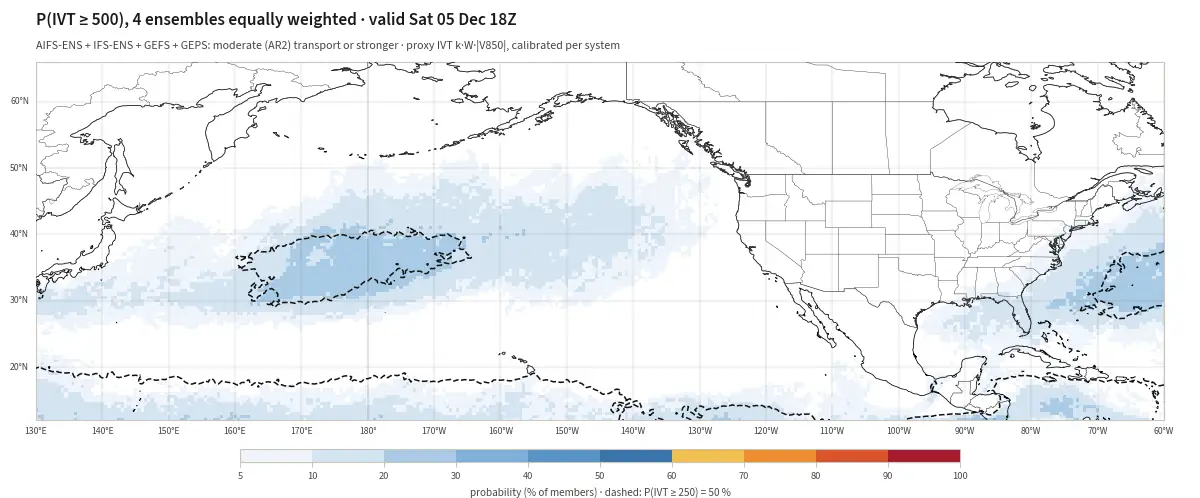 P(IVT ≥ 500), 4 ensembles equally weighted · valid Sat 05 Dec 18Z
AIFS-ENS + IFS-ENS + GEFS + GEPS: moderate (AR2) transport or stronger · proxy IVT k·W·|V850|, calibrated per system
60°N
50°N
40°N
30°N
20°N
130°E 140°E 150°E 160°E 170°E 180° 170°W 160°W 150°W 140°W 120°W 110°W 100°W 90°W 80°W 70°W 60°W
5 10 20 30 40 50 60 70 80 90 100
probability (% of members) · dashed: P(IVT ≥ 250) = 50 %